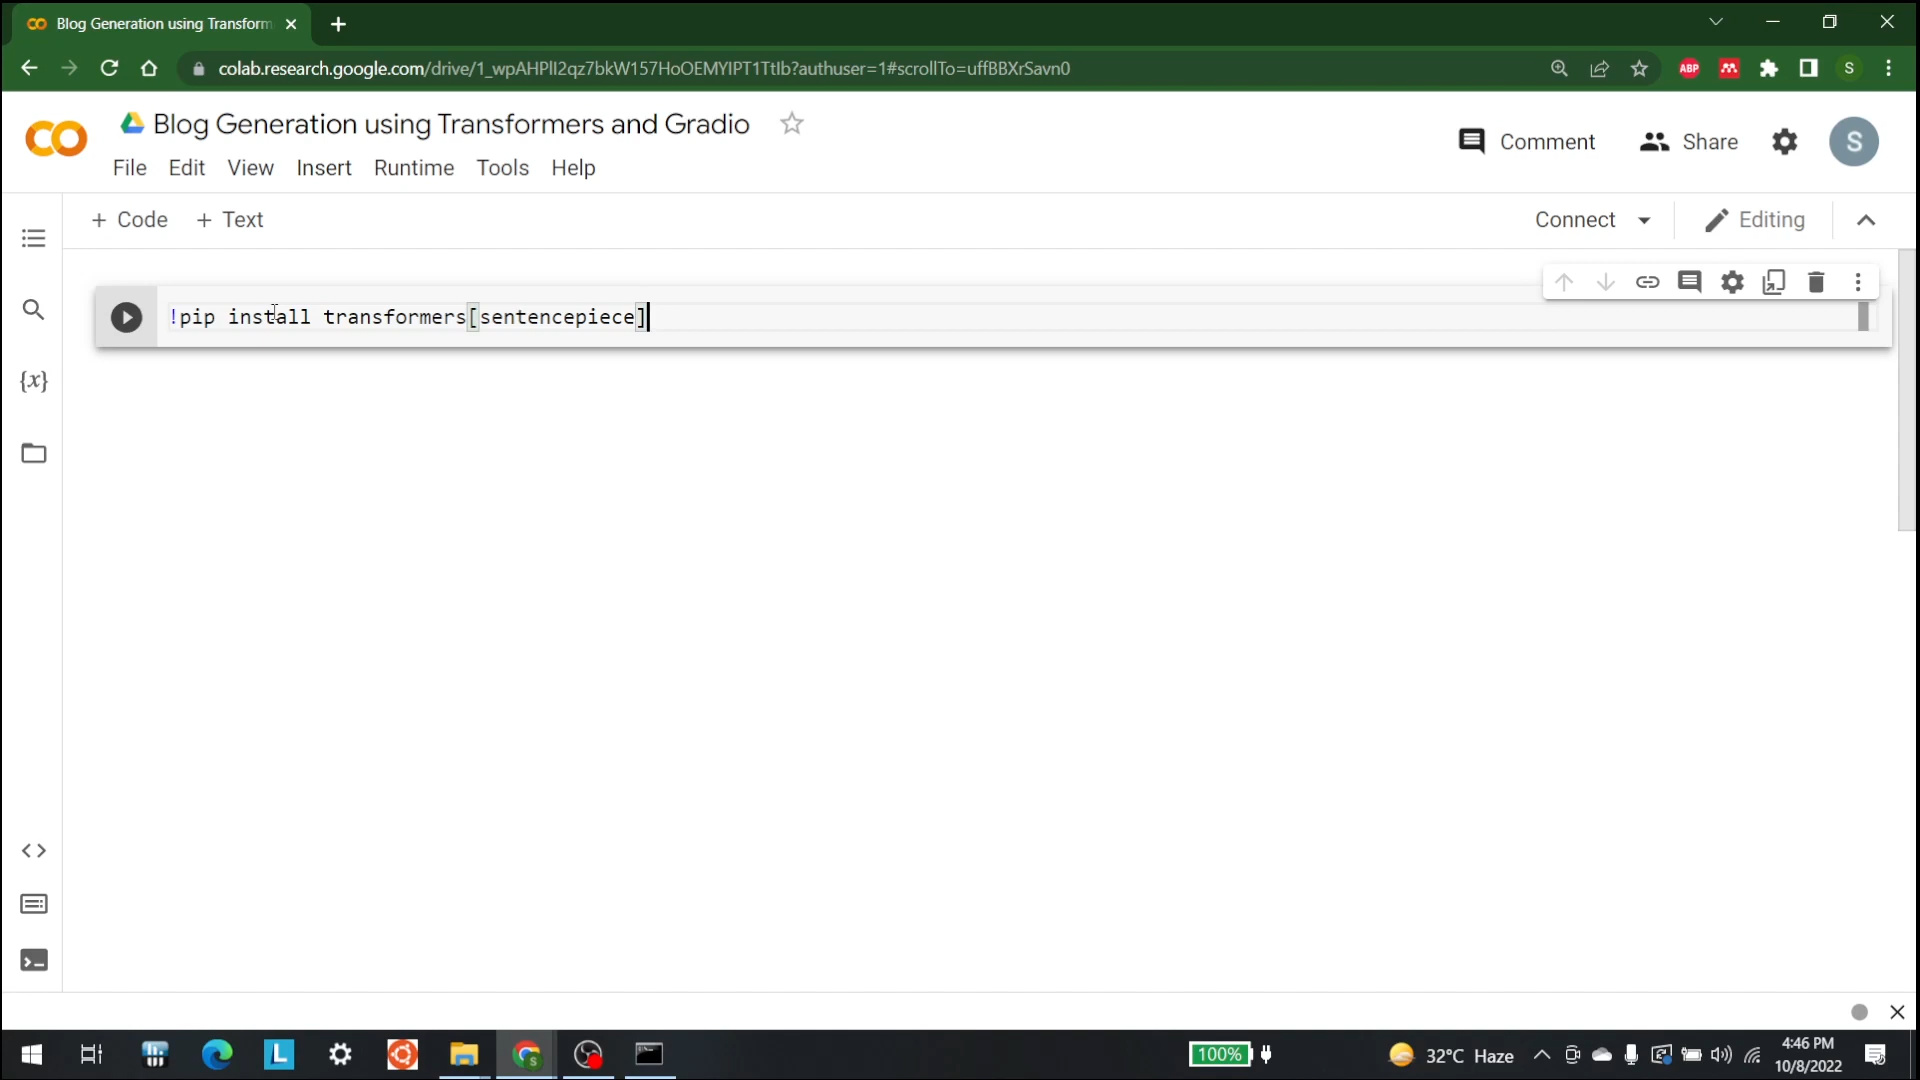 Blog Generation using Transform
colab.research.google.com/drive/1_wpAHPlI2qz7bkW157HoOEMYIPT1TtIb?authuser=1#scrollTo=uffBBXrSavn0
ABP
S
Blog Generation using Transformers and Gradio
Comment
Share
S
File Edit View Insert Runtime Tools Help
+ Code + Text
Connect
Editing
{x}
!pip install transformers[sentencepiece]
L
S
100%
32°C Haze
4:46 PM
10/8/2022